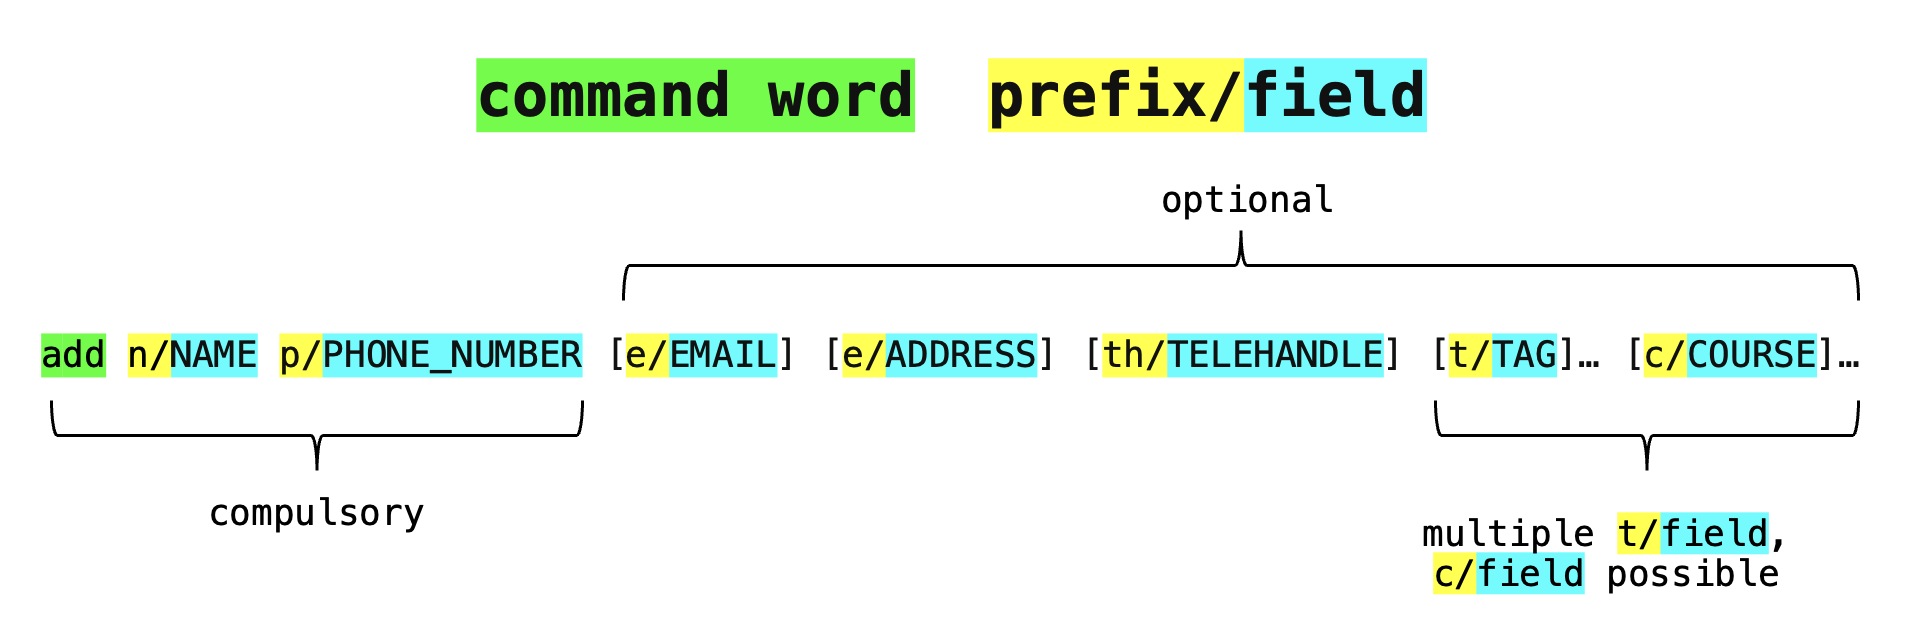 command word prefix/field
optional
add n/NAME p/PHONE_NUMBER [e/EMAIL] [e/ADDRESS] [th/TELEHANDLE] [t/TAG]… [c/COURSE]…
compulsory
multiple t/field,
c/field possible